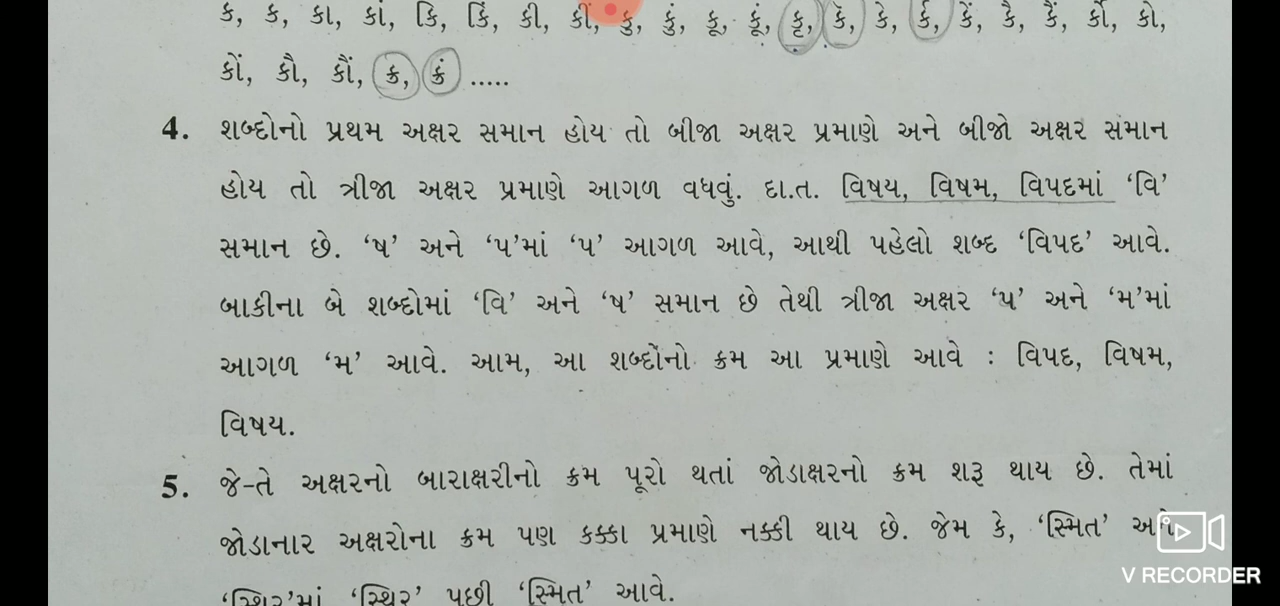 ક, ક, કા, કાં, કિ, કિં, કી, કીં, કુ, કું, કૂ, કૂં, કૃ, કૅ, કે, કૅં, કેં, કૈ, કૈં, કૉ, કો,
કોં, કૌ, કૌં, ક્ર, ક્રં .....
4. શબ્દોનો પ્રથમ અક્ષર સમાન હોય તો બીજા અક્ષર પ્રમાણે અને બીજો અક્ષર સમાન
હોય તો ત્રીજા અક્ષર પ્રમાણે આગળ વધવું. દા.ત. વિષય, વિષમ, વિપદમાં ‘વિ’
સમાન છે. ‘ષ’ અને ‘પ’માં ‘પ’ આગળ આવે, આથી પહેલો શબ્દ ‘વિપદ’ આવે.
બાકીના બે શબ્દોમાં ‘વિ’ અને ‘ષ’ સમાન છે તેથી ત્રીજા અક્ષર ‘ય’ અને ‘મ’માં
આગળ ‘મ’ આવે. આમ, આ શબ્દોનો ક્રમ આ પ્રમાણે આવે : વિપદ, વિષમ,
વિષય.
5. જે-તે અક્ષરનો બારાક્ષરીનો ક્રમ પૂરો થતાં જોડાક્ષરનો ક્રમ શરૂ થાય છે. તેમાં
જોડાનાર અક્ષરોના ક્રમ પણ કક્કા પ્રમાણે નક્કી થાય છે. જેમ કે, ‘સ્મિત’ અને
‘સ્થિર’માં ‘સ્થિર’ પછી ‘સ્મિત’ આવે.
V RECORDER